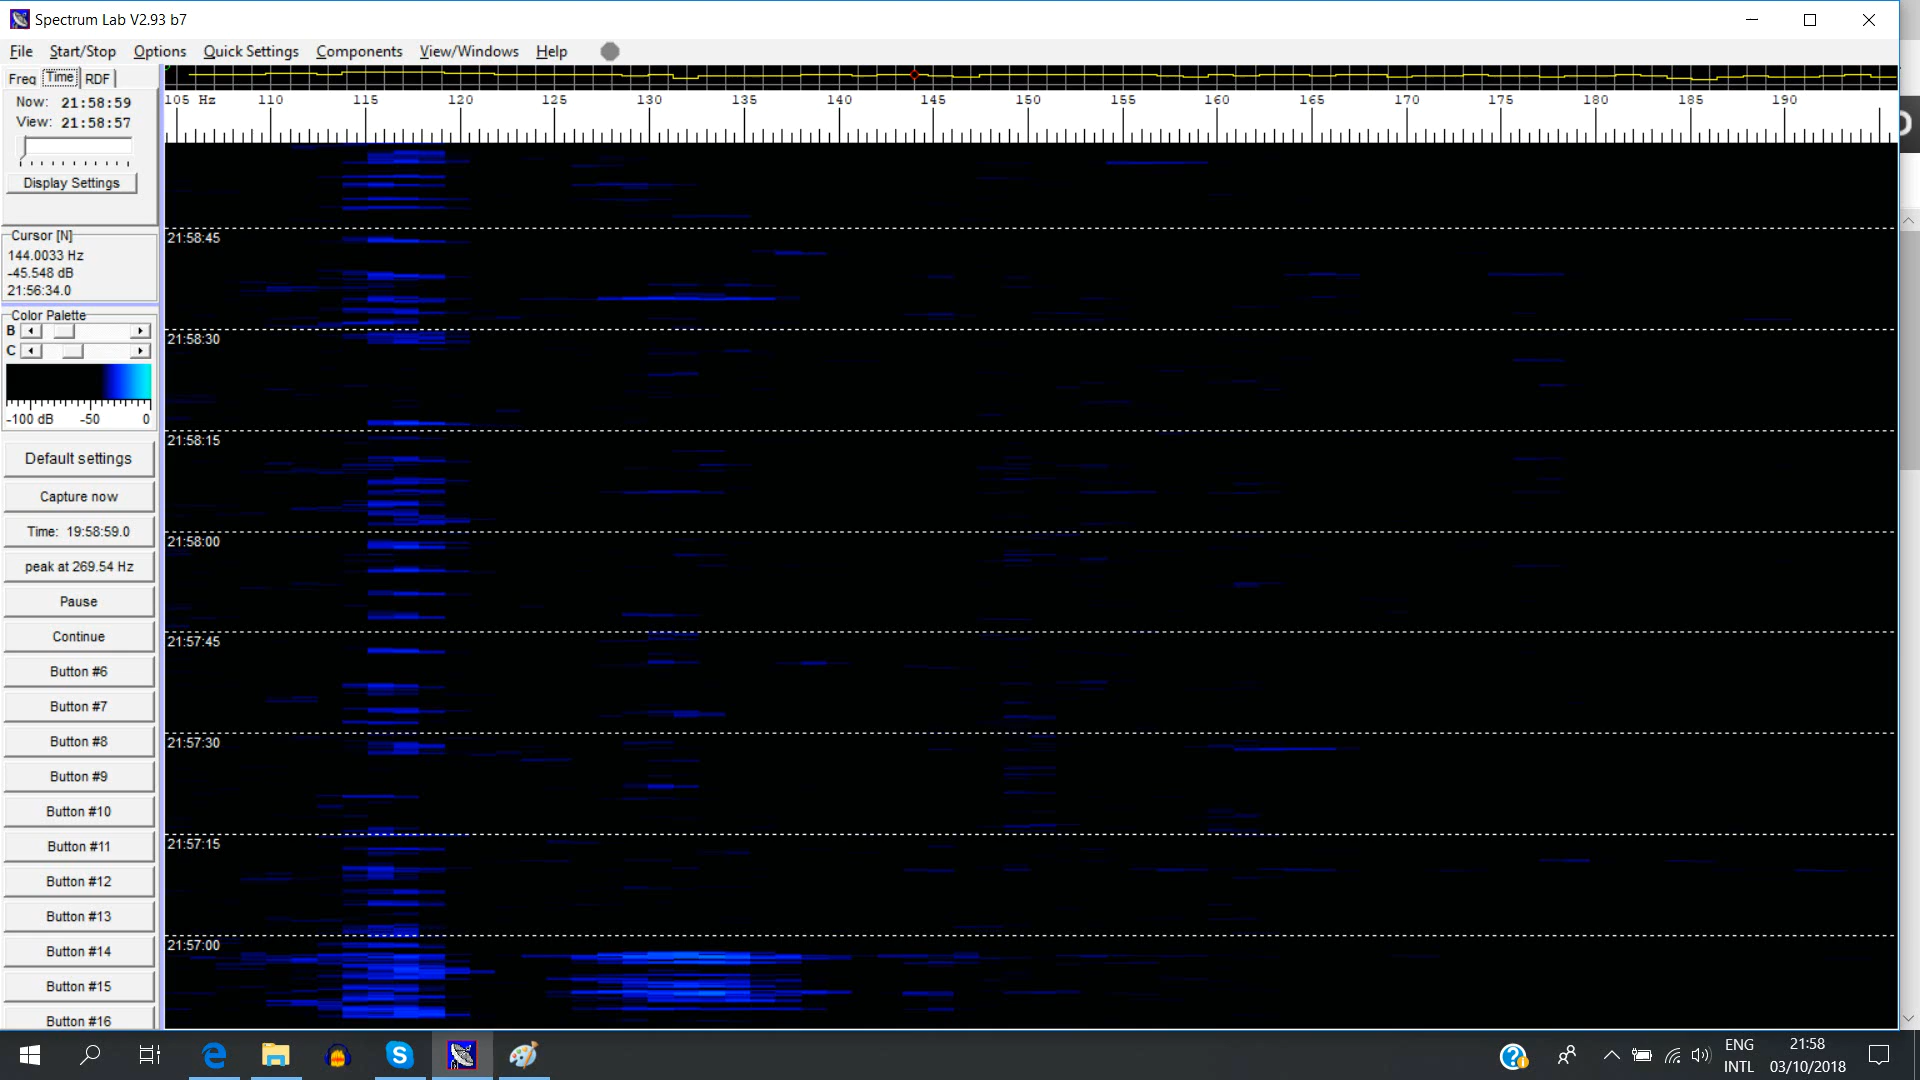 Spectrum Lab V2.93 b7
File Start/Stop Options Quick Settings Components View/Windows Help
Freq Time RDF
Now: 21:58:59
View: 21:58:57
Display Settings
Cursor [N]
144.0033 Hz
-45.548 dB
21:56:34.0
Color Palette
B
C
-100 dB -50 0
Default settings
Capture now
Time: 19:58:59.0
peak at 269.54 Hz
Pause
Continue
Button #6
Button #7
Button #8
Button #9
Button #10
Button #11
Button #12
Button #13
Button #14
Button #15
Button #16
105 Hz 110 115 120 125 130 135 140 145 150 155 160 165 170 175 180 185 190
21:58:45
21:58:30
21:58:15
21:58:00
21:57:45
21:57:30
21:57:15
21:57:00
ENG
INTL
21:58
03/10/2018